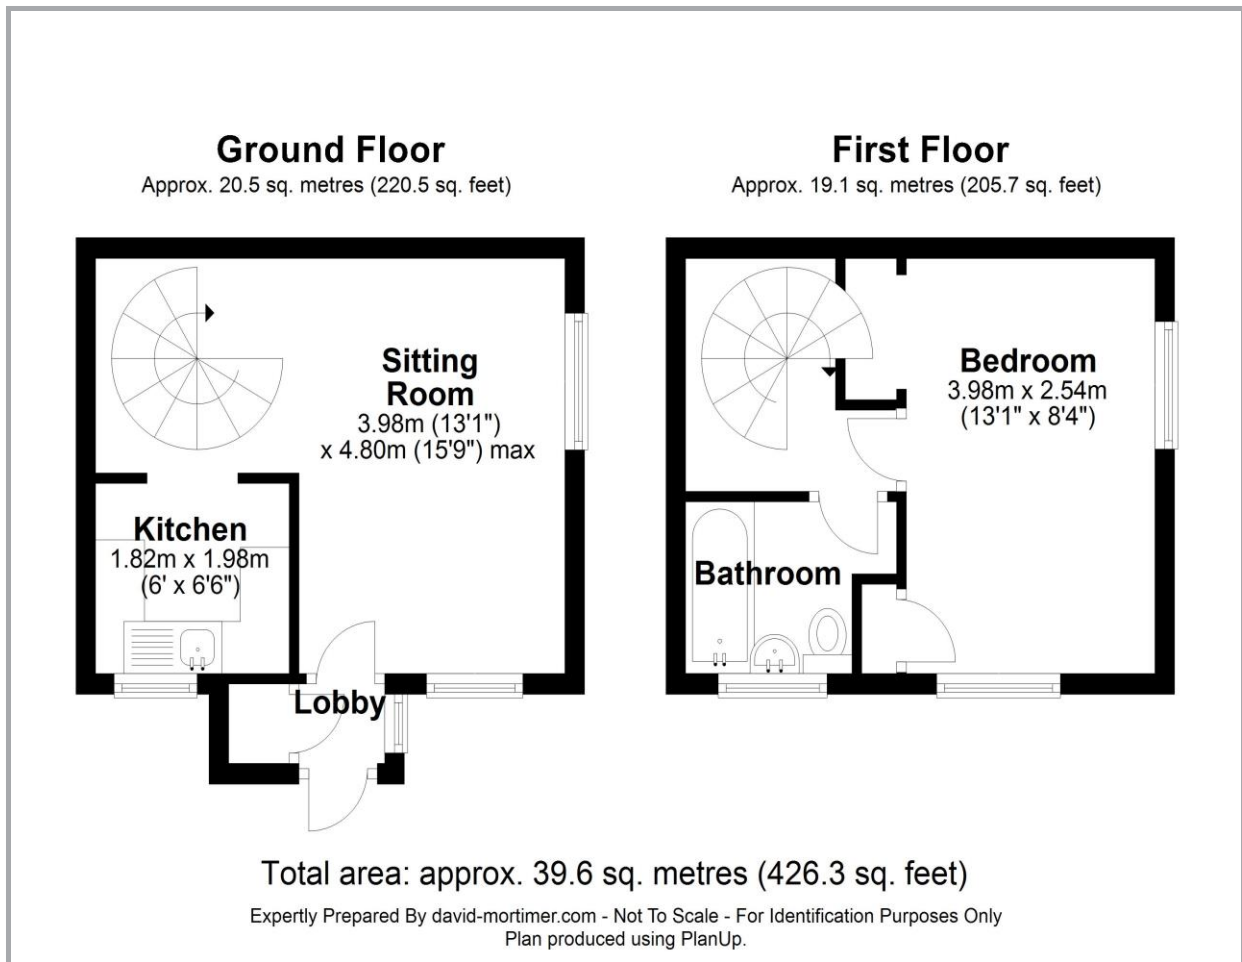 Ground Floor
Approx. 20.5 sq. metres (220.5 sq. feet)
First Floor
Approx. 19.1 sq. metres (205.7 sq. feet)
Sitting
Room
3.98m (13'1")
x 4.80m (15'9") max
Kitchen
1.82m x 1.98m
(6' x 6'6")
Lobby
Bedroom
3.98m x 2.54m
(13'1" x 8'4")
Bathroom
Total area: approx. 39.6 sq. metres (426.3 sq. feet)
Expertly Prepared By david-mortimer.com - Not To Scale - For Identification Purposes Only
Plan produced using PlanUp.